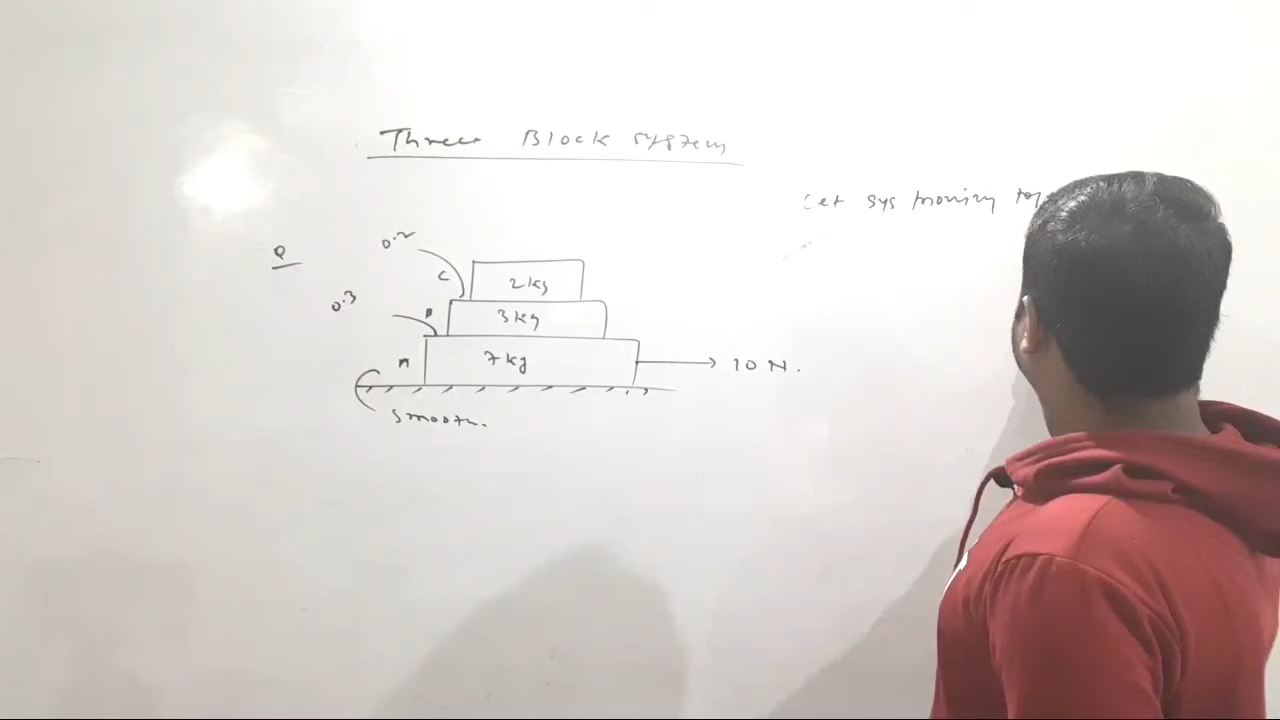 Three Block system
Let sys moving
Q
0.2
C
2kg
0.3
B
3kg
A
7kg
10 N.
smooth.